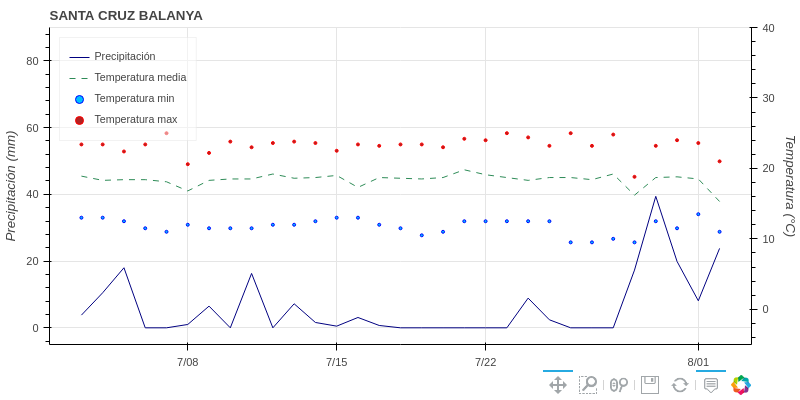 SANTA CRUZ BALANYA
Precipitación
Temperatura media
Temperatura min
Temperatura max
Precipitación (mm)
80
60
40
20
0
Temperatura (°C)
40
30
20
10
0
7/08
7/15
7/22
8/01